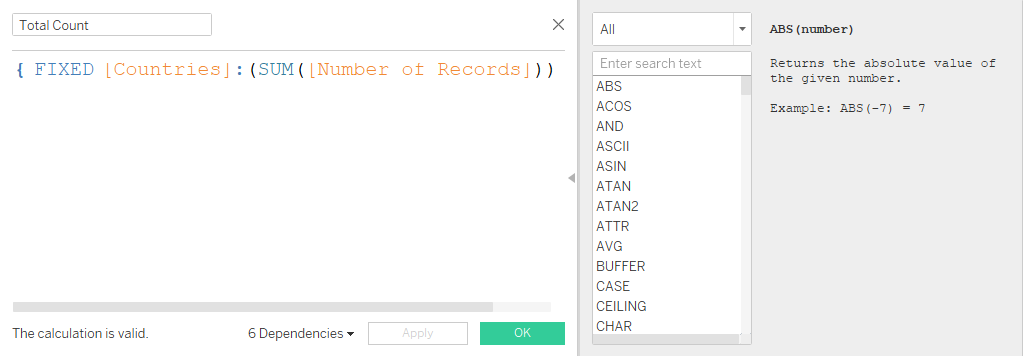 Total Count
{ FIXED [Countries]:(SUM([Number of Records]))
The calculation is valid.
6 Dependencies
Apply
OK
All
Enter search text
ABS
ACOS
AND
ASCII
ASIN
ATAN
ATAN2
ATTR
AVG
BUFFER
CASE
CEILING
CHAR
ABS(number)
Returns the absolute value of
the given number.
Example: ABS(-7) = 7